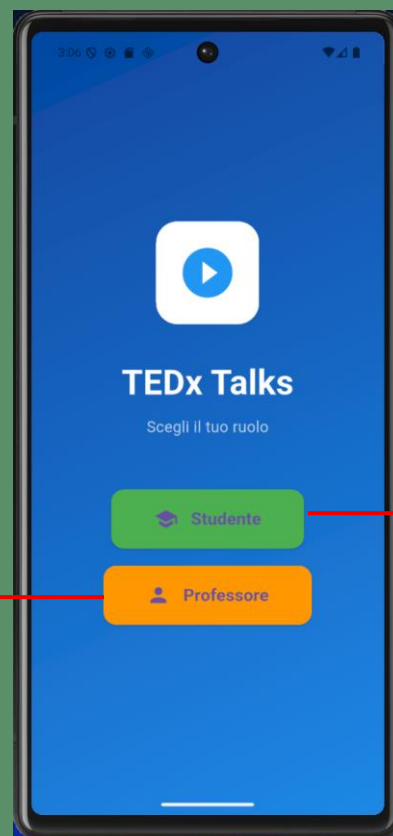 3:06
TEDx Talks
Scegli il tuo ruolo
Studente
Professore